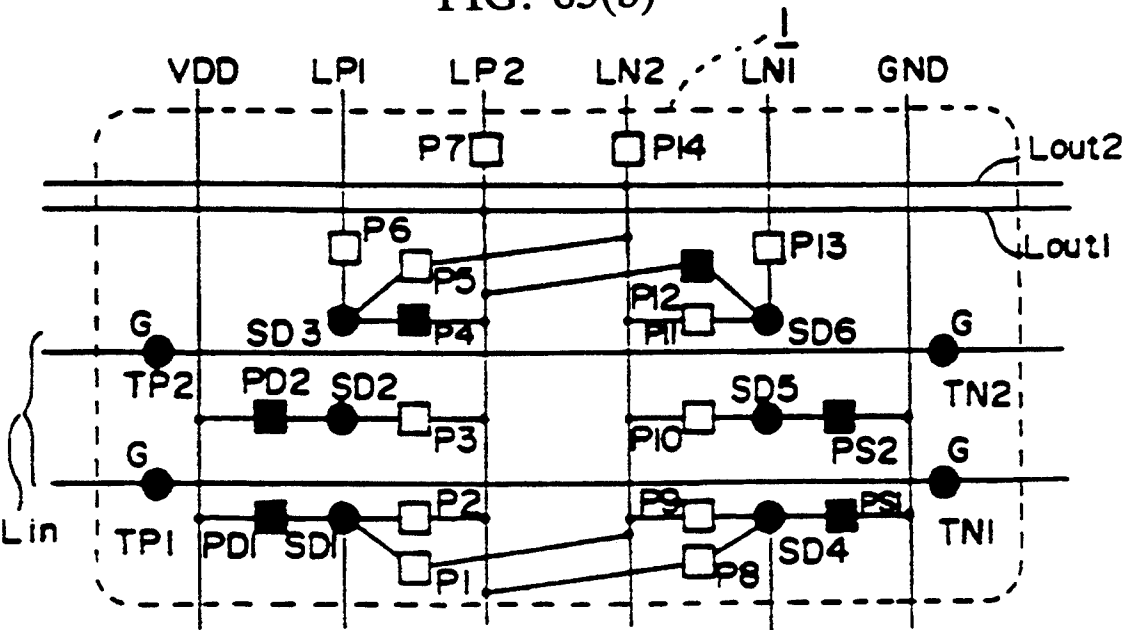 FIG. 65(b)
1
VDD LP1 LP2 LN2 LN1 GND
P7 P14
Lout2
P6 P13
Lout1
P5 P12
P4 P11
G SD3 SD6 G
TP2 PD2 SD2 SD5 TN2
P3 P10 PS2
G G
Lin
P2 P9 PS1
TP1 PD1 SD1 SD4 TN1
P1 P8